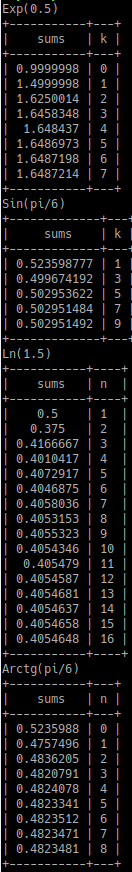 Exp(0.5)
+-----------+---+
|    sums   | k |
+-----------+---+
| 0.9999998 | 0 |
| 1.4999998 | 1 |
| 1.6250014 | 2 |
| 1.6458348 | 3 |
|  1.648437 | 4 |
| 1.6486973 | 5 |
| 1.6487198 | 6 |
| 1.6487214 | 7 |
+-----------+---+
Sin(pi/6)
+-------------+---+
|     sums    | k |
+-------------+---+
| 0.523598777 | 1 |
| 0.499674192 | 3 |
| 0.502953622 | 5 |
| 0.502951484 | 7 |
| 0.502951492 | 9 |
+-------------+---+
Ln(1.5)
+-----------+----+
|    sums   | n  |
+-----------+----+
|    0.5    | 1  |
|   0.375   | 2  |
| 0.4166667 | 3  |
| 0.4010417 | 4  |
| 0.4072917 | 5  |
| 0.4046875 | 6  |
| 0.4058036 | 7  |
| 0.4053153 | 8  |
| 0.4055323 | 9  |
| 0.4054346 | 10 |
|  0.405479 | 11 |
| 0.4054587 | 12 |
| 0.4054681 | 13 |
| 0.4054637 | 14 |
| 0.4054658 | 15 |
| 0.4054648 | 16 |
+-----------+----+
Arctg(pi/6)
+-----------+---+
|    sums   | n |
+-----------+---+
| 0.5235988 | 0 |
| 0.4757496 | 1 |
| 0.4836205 | 2 |
| 0.4820791 | 3 |
| 0.4824078 | 4 |
| 0.4823341 | 5 |
| 0.4823512 | 6 |
| 0.4823471 | 7 |
| 0.4823481 | 8 |
+-----------+---+